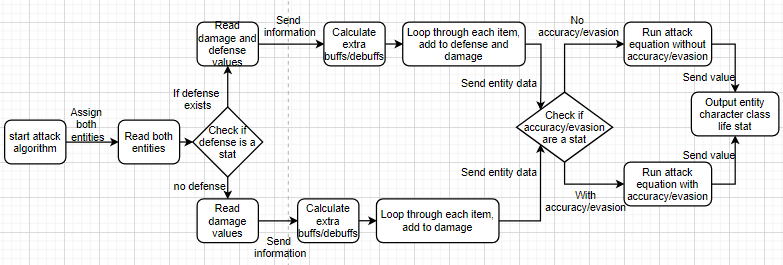 start attack
algorithm
Assign
both
entities
Read both
entities
Check if
defense is a
stat
If defense
exists
Read
damage and
defense
values
Send
information
Calculate
extra
buffs/debuffs
Loop through each item,
add to defense and
damage
Send entity data
no defense
Read
damage
values
Send
information
Calculate
extra
buffs/debuffs
Loop through each item,
add to damage
Send entity data
Check if
accuracy/evasion
are a stat
No
accuracy/evasion
Run attack
equation without
accuracy/evasion
Send value
With
accuracy/evasion
Run attack
equation with
accuracy/evasion
Send value
Output entity
character class
life stat